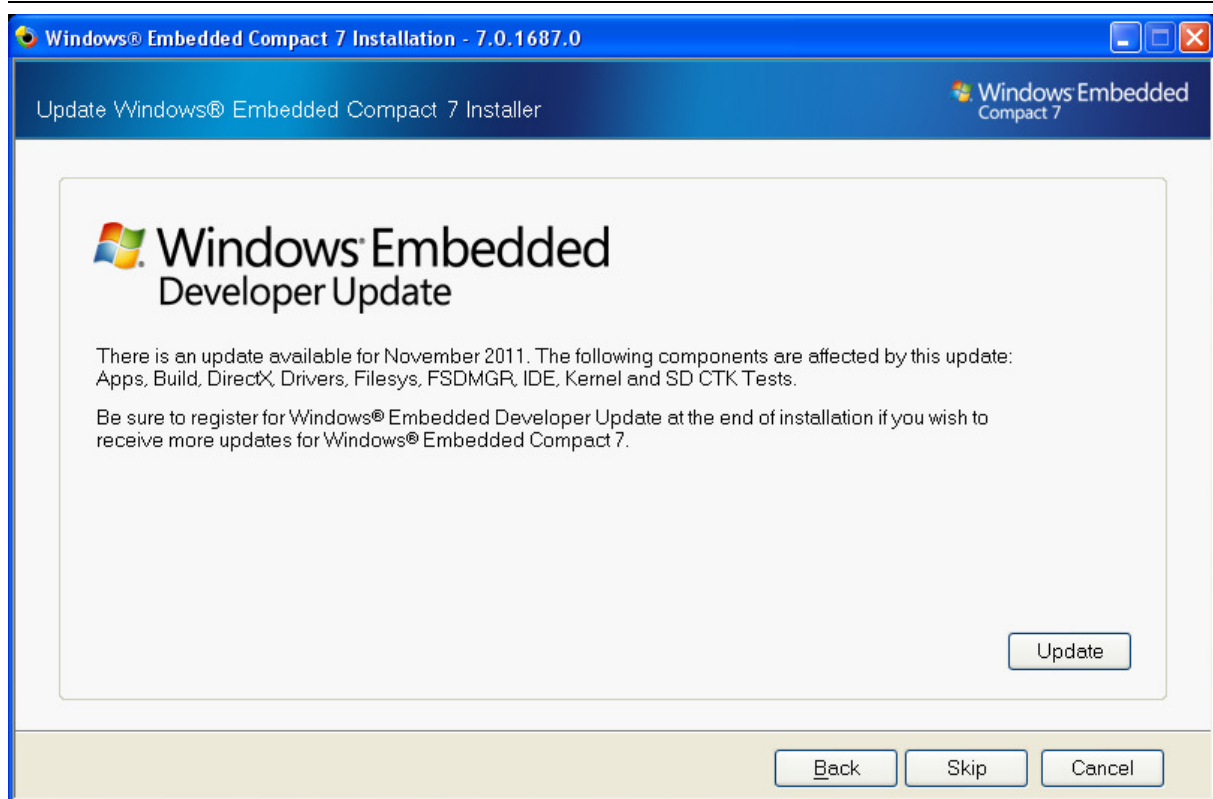 Windows® Embedded Compact 7 Installation - 7.0.1687.0
Update Windows® Embedded Compact 7 Installer
Windows® Embedded
Compact 7
Windows® Embedded
Developer Update
There is an update available for November 2011. The following components are affected by this update:
Apps, Build, DirectX, Drivers, Filesys, FSDMGR, IDE, Kernel and SD CTK Tests.
Be sure to register for Windows® Embedded Developer Update at the end of installation if you wish to
receive more updates for Windows® Embedded Compact 7.
Update
Back
Skip
Cancel